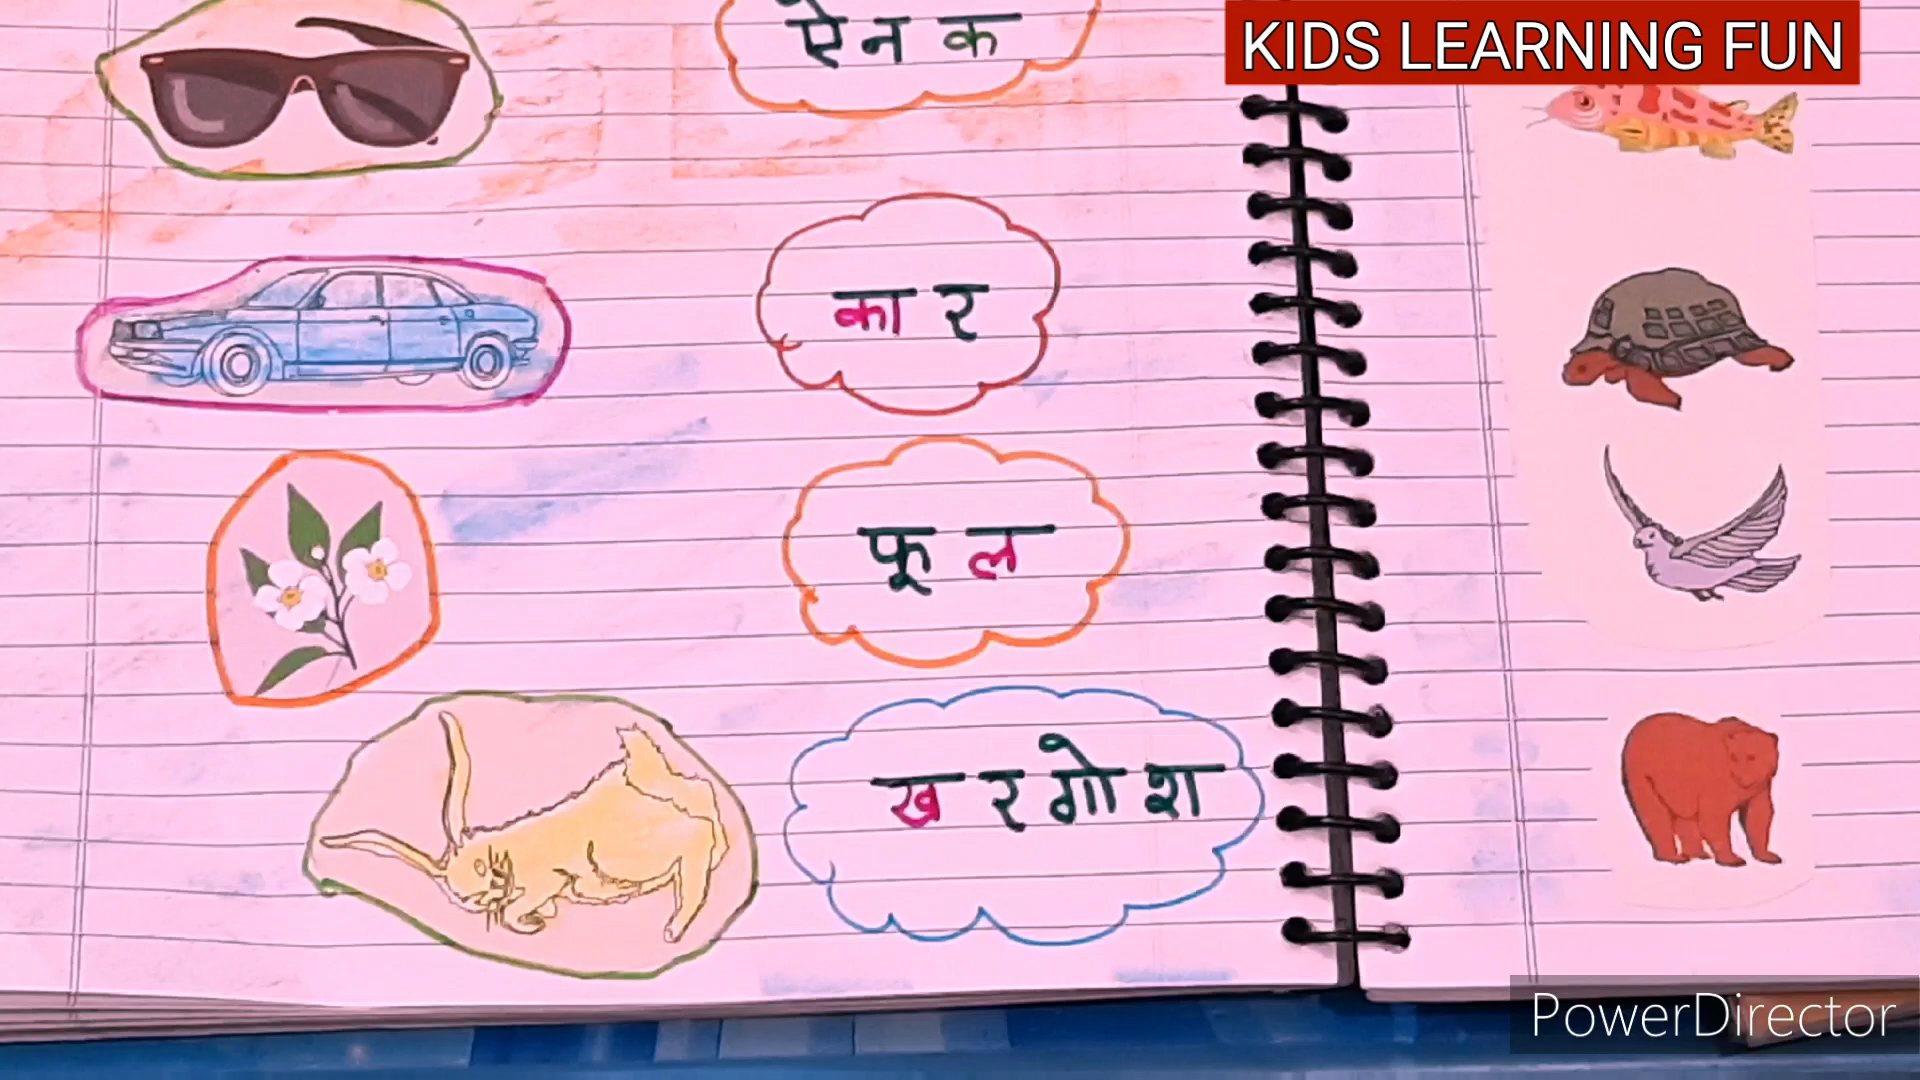 KIDS LEARNING FUN
ऐनक
कार
फूल
खरगोश
PowerDirector